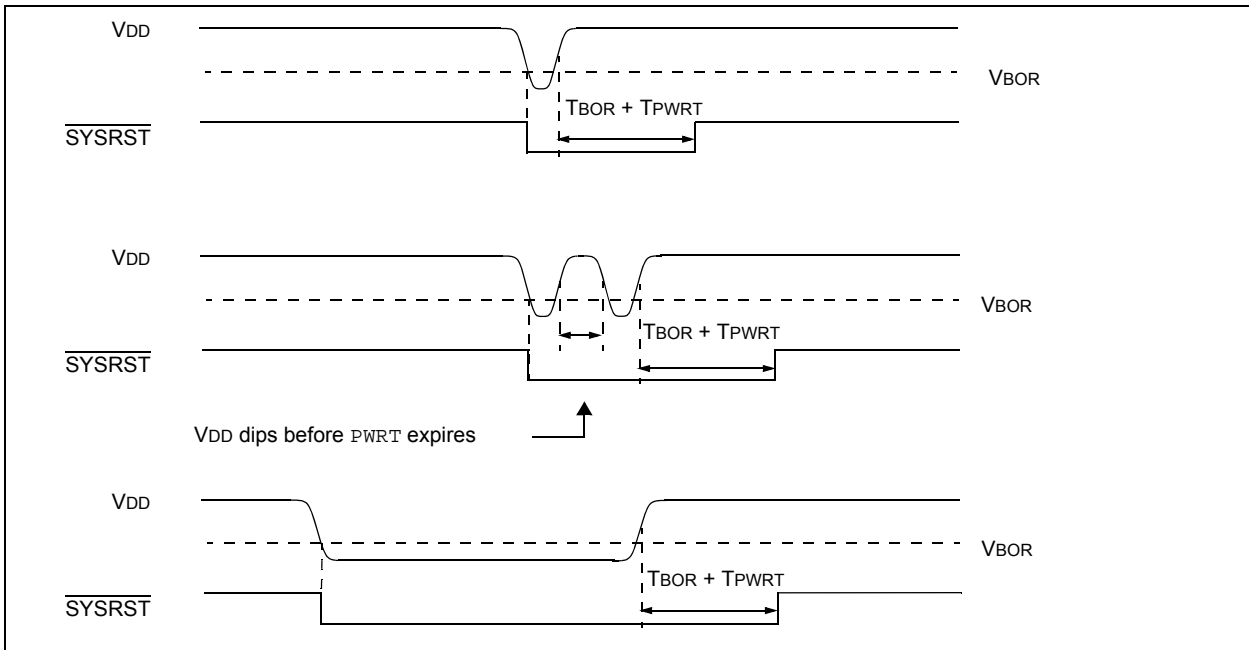 VDD
VBOR
TBOR + TPWRT
SYSRST
VDD
VBOR
TBOR + TPWRT
SYSRST
VDD dips before PWRT expires
VDD
VBOR
TBOR + TPWRT
SYSRST